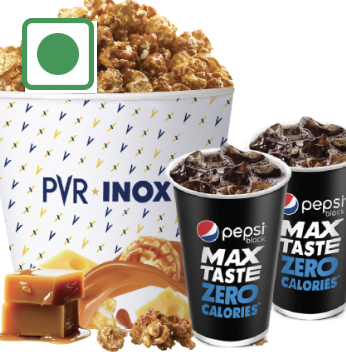 PVR INOX
pepsi
black
MAX
TASTE
ZERO
CALORIES
pepsi
black
MAX
TASTE
ZERO
CALORIES